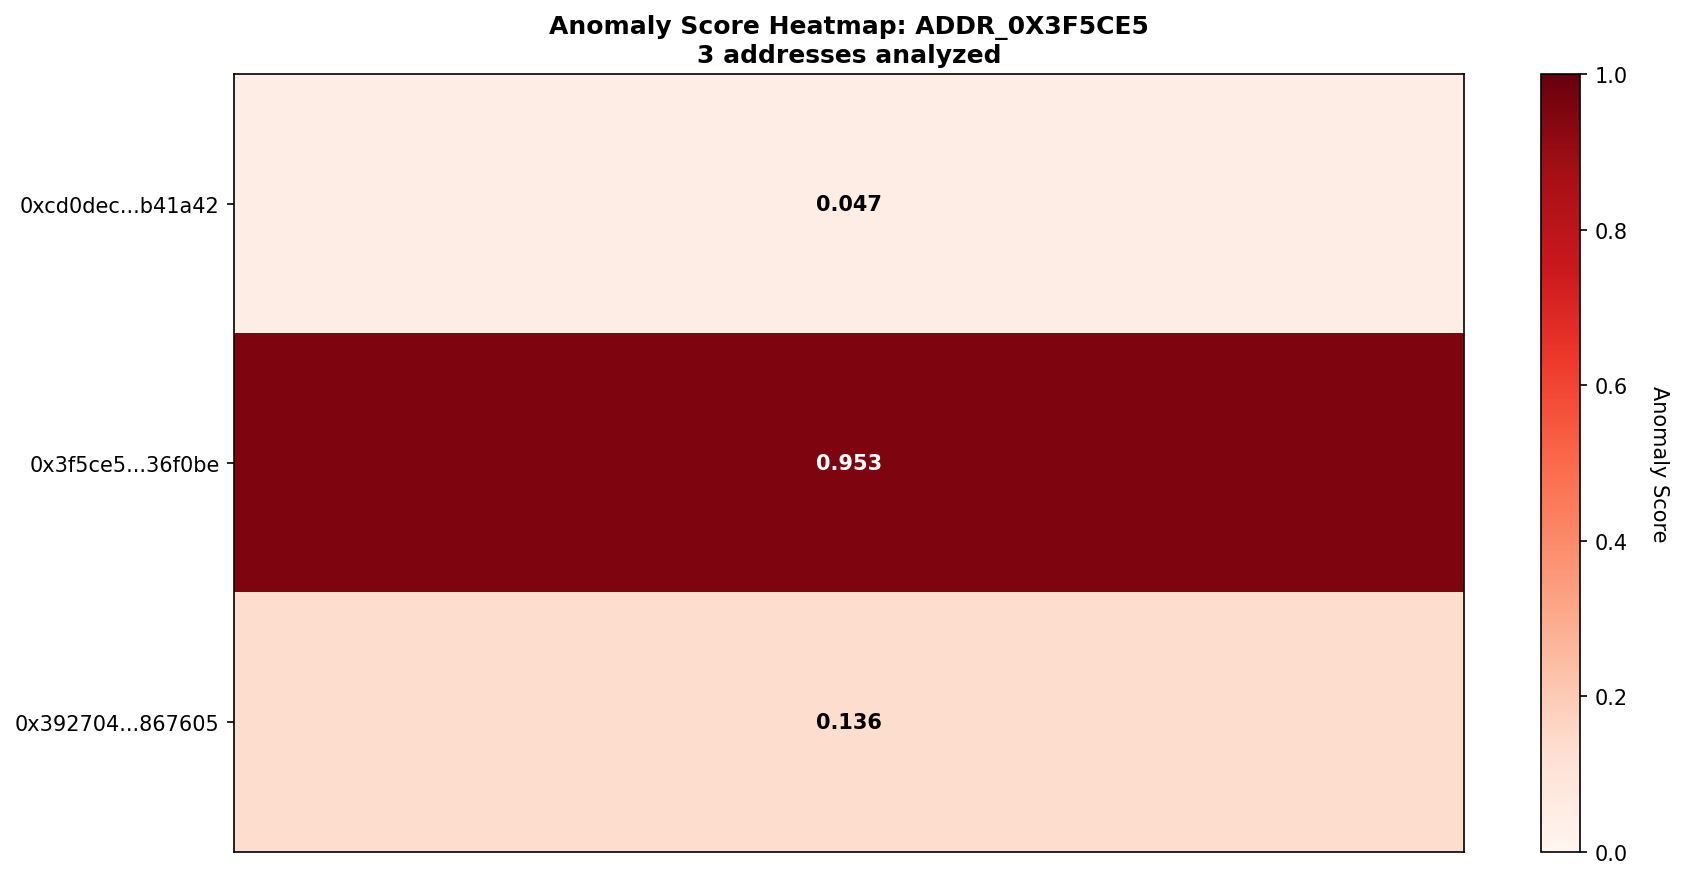 Anomaly Score Heatmap: ADDR_0X3F5CE5
3 addresses analyzed
0xcd0dec...b41a42
0.047
0x3f5ce5...36f0be
0.953
0x392704...867605
0.136
1.0
0.8
0.6
0.4
0.2
0.0
Anomaly Score